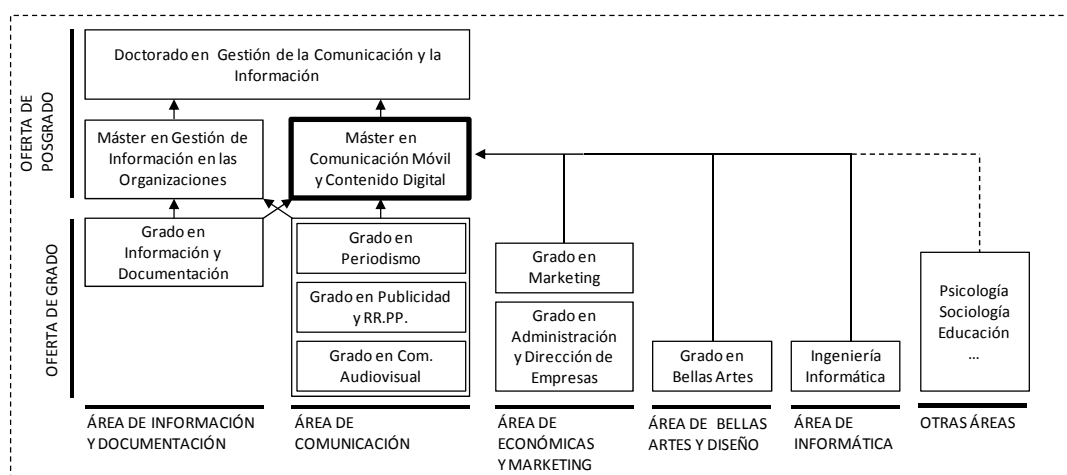 OFERTA DE
POSGRADO
Doctorado en Gestión de la Comunicación y la
Información
Máster en Gestión de
Información en las
Organizaciones
Máster en
Comunicación Móvil
y Contenido Digital
OFERTA DE GRADO
Grado en
Información y
Documentación
Grado en
Periodismo
Grado en Publicidad
y RR.PP.
Grado en Com.
Audiovisual
Grado en
Marketing
Grado en
Administración
y Dirección de
Empresas
Grado en
Bellas Artes
Ingeniería
Informática
Psicología
Sociología
Educación
...
ÁREA DE INFORMACIÓN
Y DOCUMENTACIÓN
ÁREA DE
COMUNICACIÓN
ÁREA DE
ECONÓMICAS
Y MARKETING
ÁREA DE BELLAS
ARTES Y DISEÑO
ÁREA DE
INFORMÁTICA
OTRAS ÁREAS